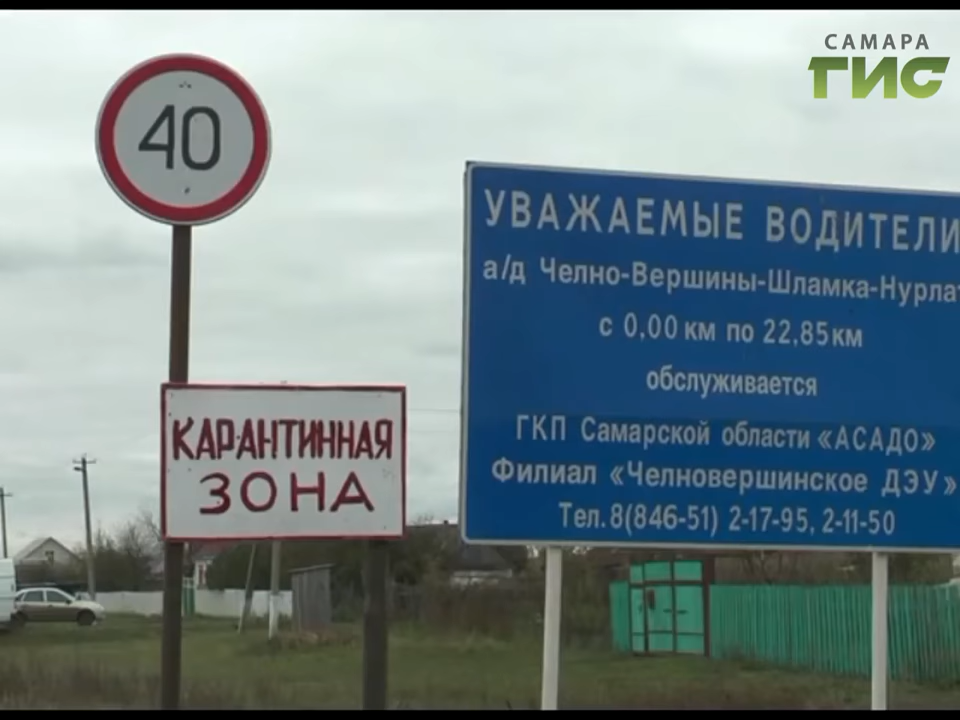 САМАРА
ГИС
40
КАРАНТИННАЯ
ЗОНА
УВАЖАЕМЫЕ ВОДИТЕЛИ
а/д Челно-Вершины-Шламка-Нурлат
с 0,00 км по 22,85 км
обслуживается
ГКП Самарской области «АСАДО»
Филиал «Челновершинское ДЭУ»
Тел. 8(846-51) 2-17-95, 2-11-50